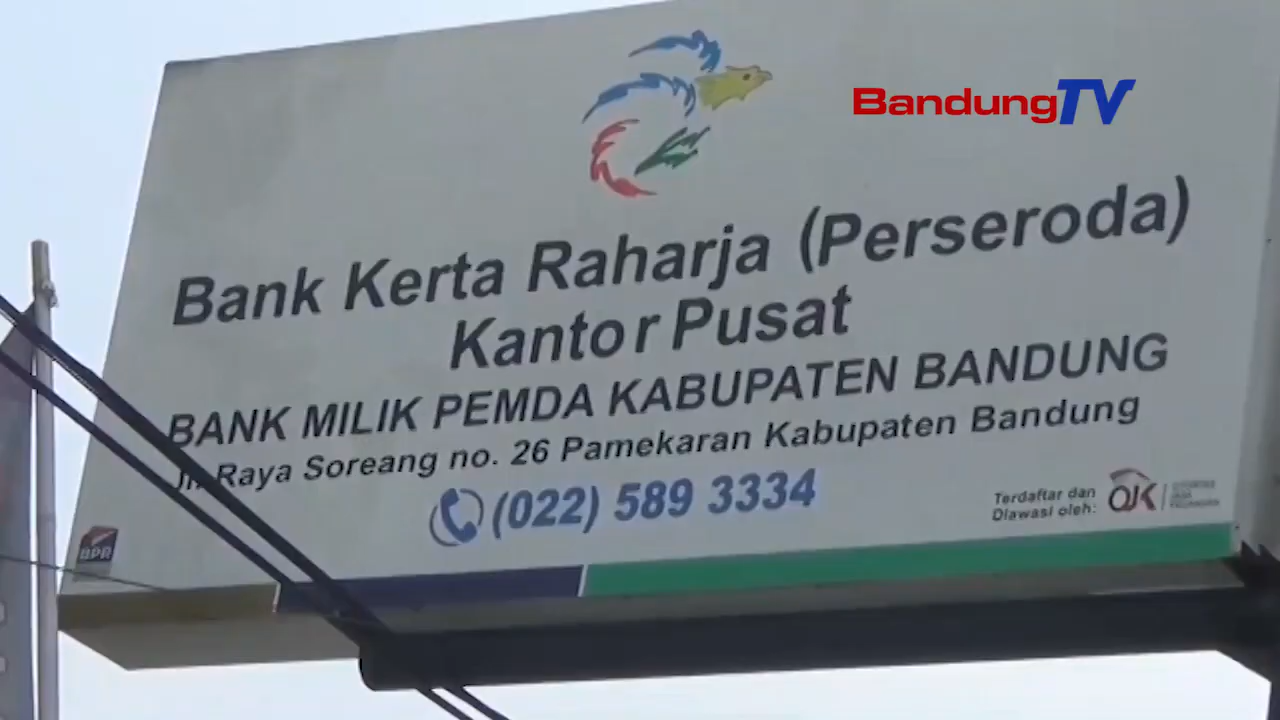 BandungTV
Bank Kerta Raharja (Perseroda)
Kantor Pusat
BANK MILIK PEMDA KABUPATEN BANDUNG
Jl. Raya Soreang no. 26 Pamekaran Kabupaten Bandung
(022) 589 3334
Terdaftar dan
Diawasi oleh:
OJK
BPR